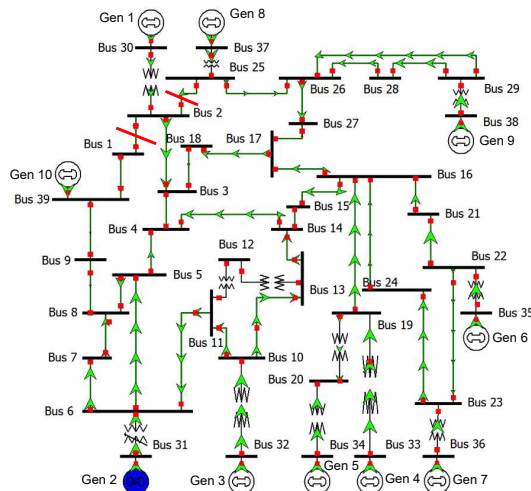 Gen 1
Gen 8
Bus 30
Bus 37
Bus 25
Bus 26
Bus 28
Bus 29
Bus 2
Bus 38
Bus 27
Bus 18
Bus 17
Gen 9
Bus 1
Gen 10
Bus 16
Bus 39
Bus 3
Bus 15
Bus 21
Bus 4
Bus 14
Bus 12
Bus 22
Bus 9
Bus 5
Bus 13
Bus 24
Bus 8
Bus 35
Bus 19
Bus 11
Gen 6
Bus 7
Bus 10
Bus 20
Bus 6
Bus 23
Bus 31
Bus 32
Bus 34
Bus 33
Bus 36
Gen 5
Gen 2
Gen 3
Gen 4
Gen 7